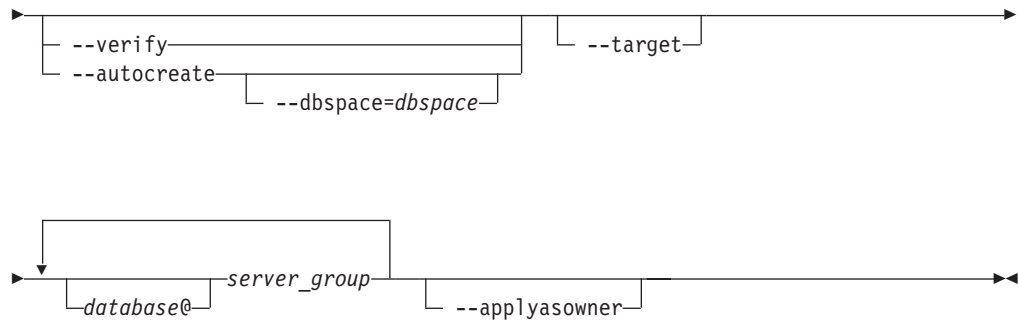 --verify
--target
--autocreate
--dbspace=dbspace
server_group
database@
--applyasowner